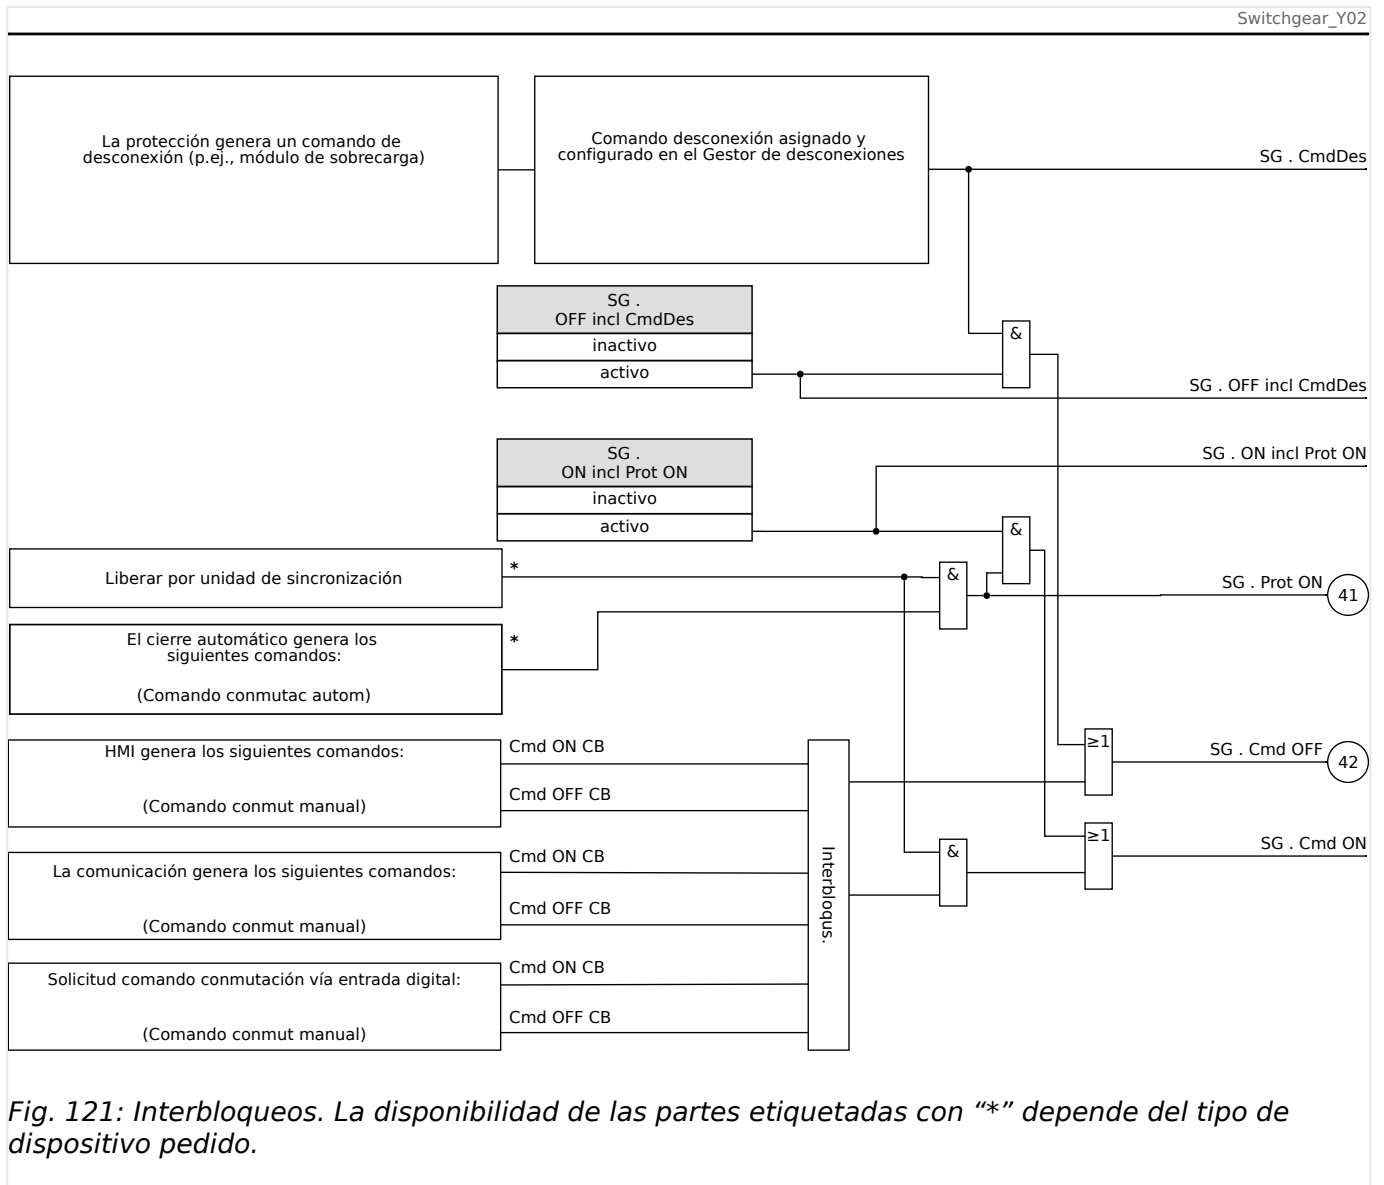 Switchgear_Y02
La protección genera un comando de
desconexión (p.ej., módulo de sobrecarga)
Comando desconexión asignado y
configurado en el Gestor de desconexiones
SG . CmdDes
SG .
OFF incl CmdDes
inactivo
activo
&
SG . OFF incl CmdDes
SG .
ON incl Prot ON
inactivo
activo
SG . ON incl Prot ON
&
Liberar por unidad de sincronización
*
&
SG . Prot ON
41
El cierre automático genera los
siguientes comandos:
(Comando conmutac autom)
*
HMI genera los siguientes comandos:
(Comando conmut manual)
Cmd ON CB
Cmd OFF CB
≥1
SG . Cmd OFF
42
La comunicación genera los siguientes comandos:
(Comando conmut manual)
Cmd ON CB
Cmd OFF CB
Interbloqus.
&
≥1
SG . Cmd ON
Solicitud comando conmutación vía entrada digital:
(Comando conmut manual)
Cmd ON CB
Cmd OFF CB
Fig. 121: Interbloqueos. La disponibilidad de las partes etiquetadas con “*” depende del tipo de
dispositivo pedido.